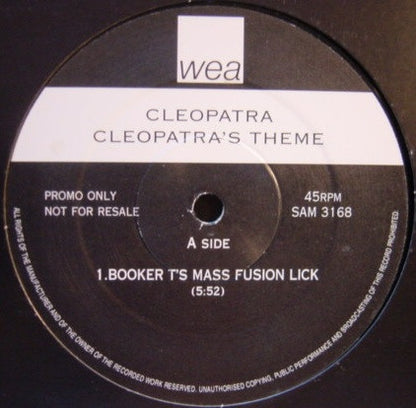 wea
CLEOPATRA
CLEOPATRA'S THEME
PROMO ONLY
NOT FOR RESALE
45RPM
SAM 3168
A SIDE
1.BOOKER T'S MASS FUSION LICK
(5:52)
ALL RIGHTS OF THE MANUFACTURER AND OF THE OWNER OF THE RECORDED WORK RESERVED. UNAUTHORISED COPYING, PUBLIC PERFORMANCE AND BROADCASTING OF THIS RECORD PROHIBITED.